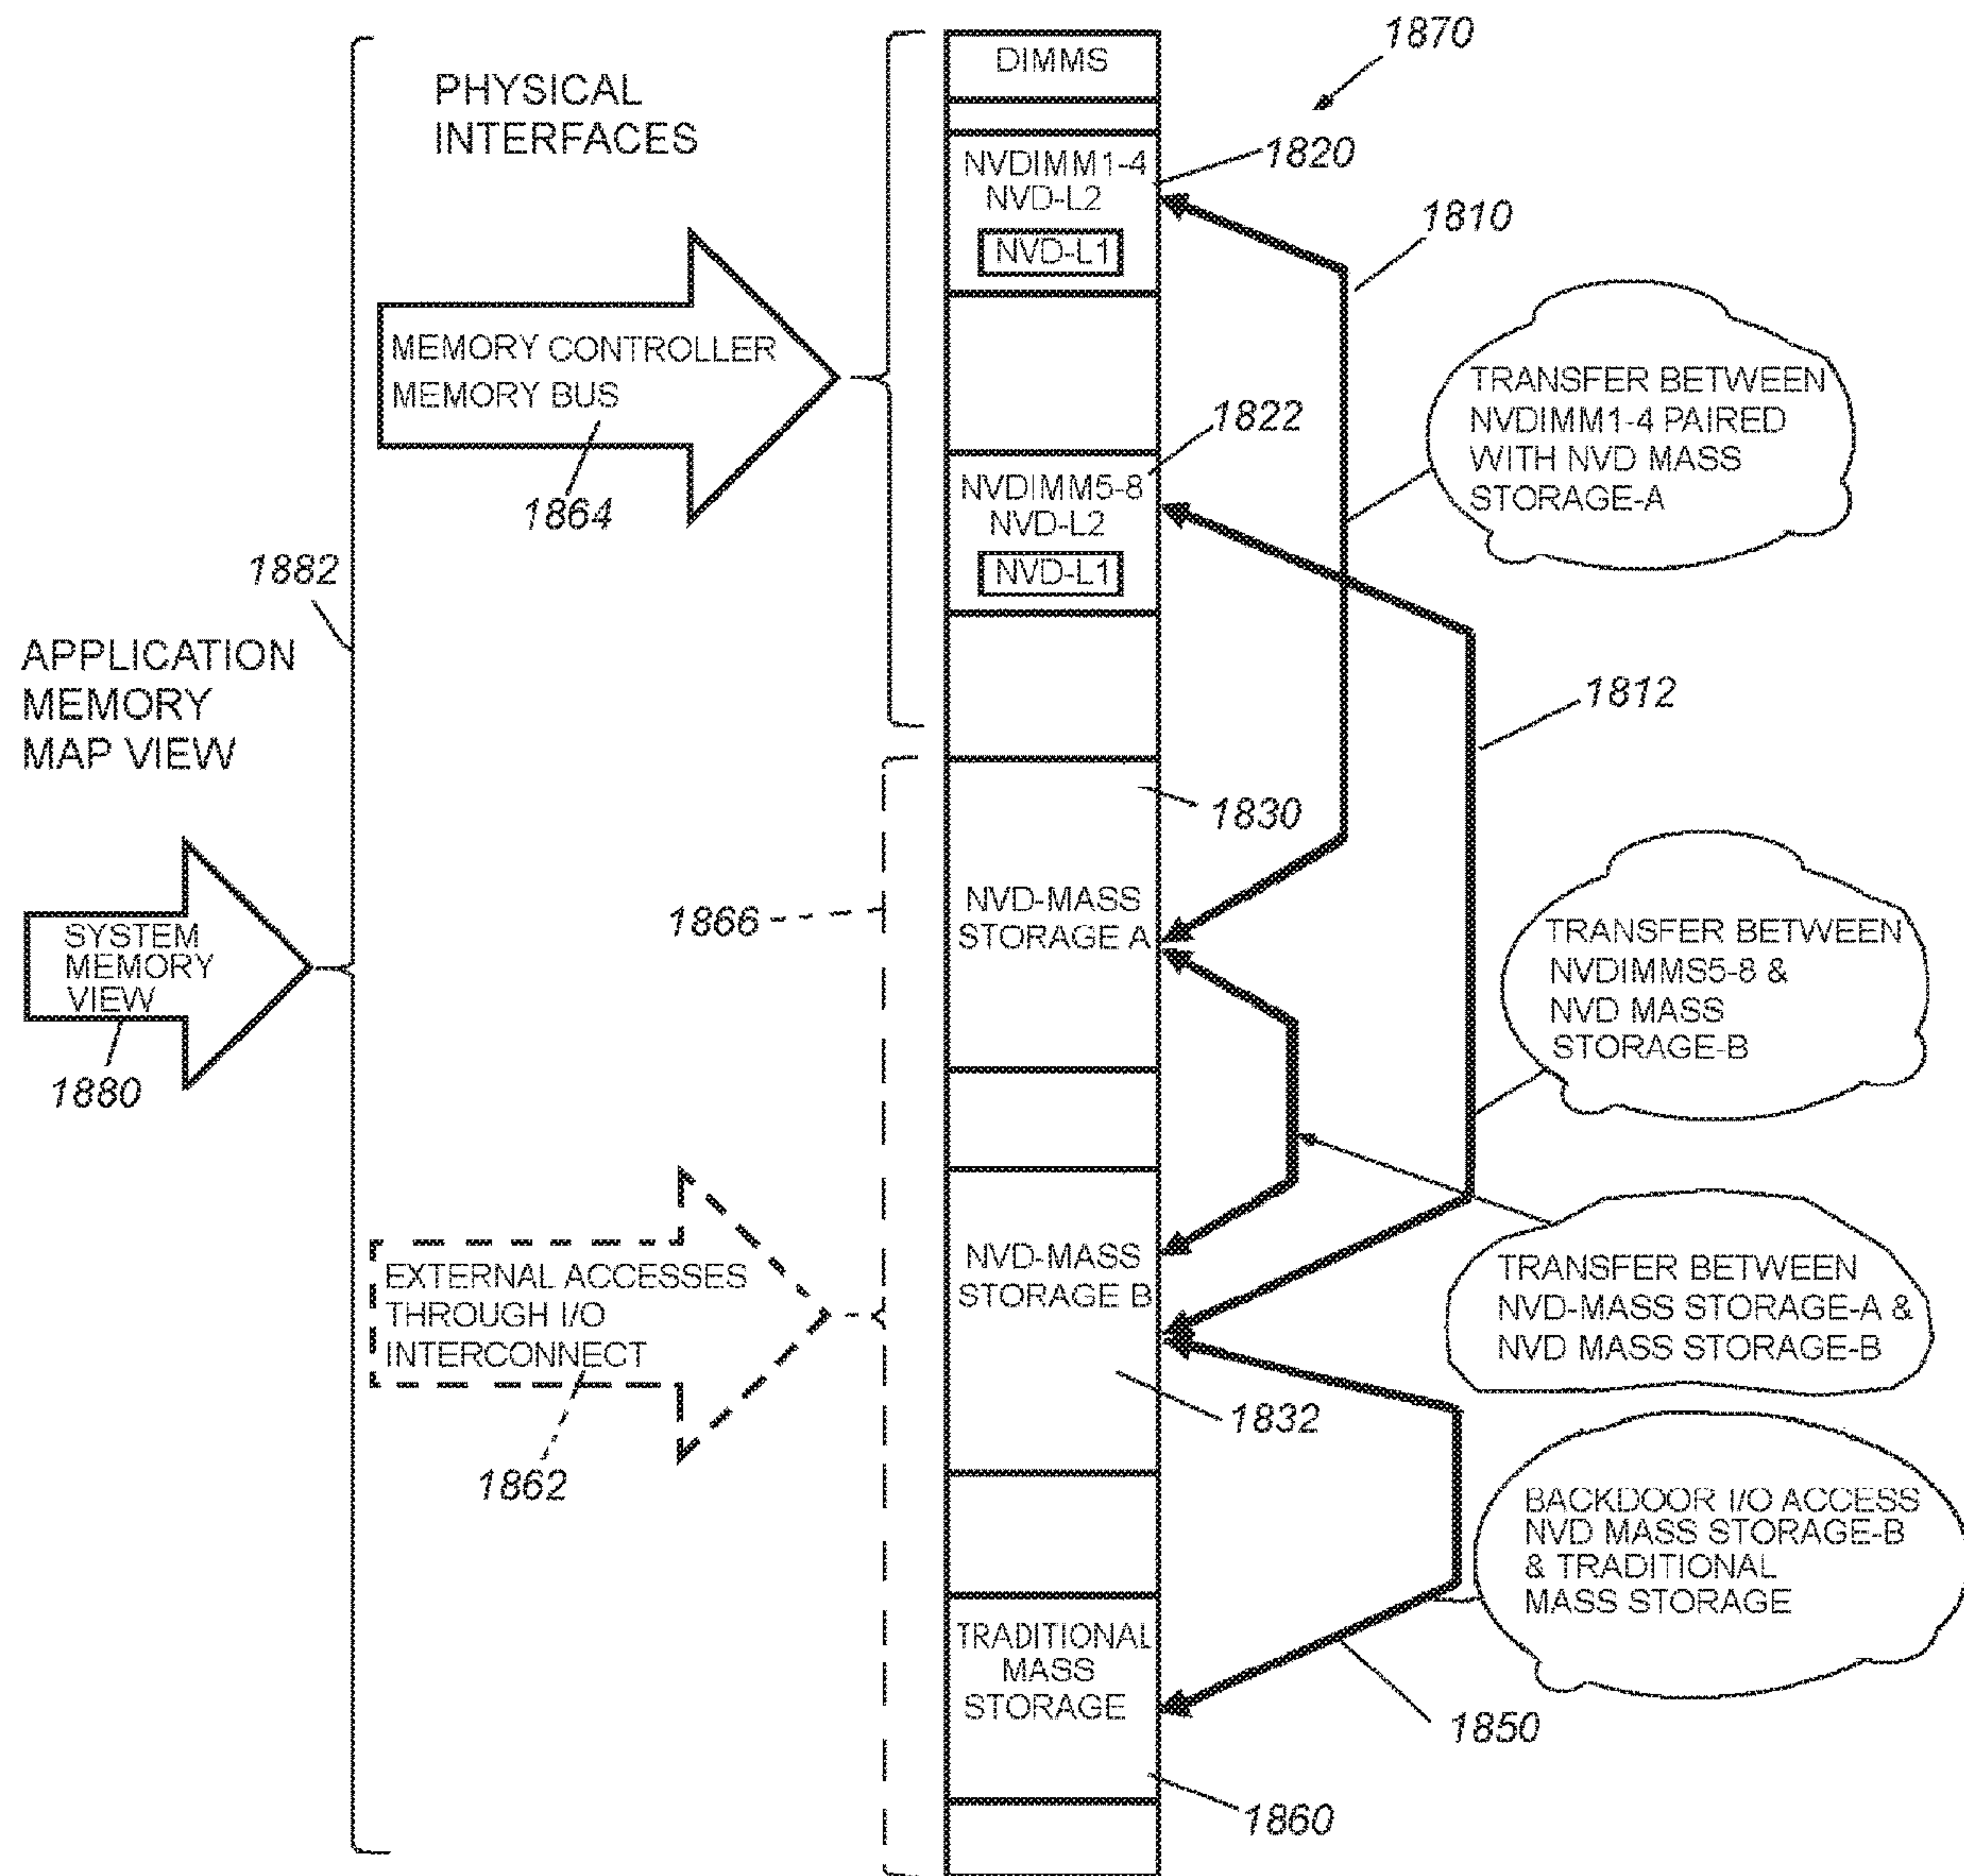 1870
DIMMS
PHYSICAL
INTERFACES
NVDIMM1-4
NVD-L2
NVD-L1
1820
1810
MEMORY CONTROLLER
MEMORY BUS
1864
TRANSFER BETWEEN
NVDIMM1-4 PAIRED
WITH NVD MASS
STORAGE-A
1822
NVDIMM5-8
NVD-L2
NVD-L1
1882
APPLICATION
MEMORY
MAP VIEW
1812
1830
NVD-MASS
STORAGE A
1866
SYSTEM
MEMORY
VIEW
1880
TRANSFER BETWEEN
NVDIMMS5-8 &
NVD MASS
STORAGE-B
EXTERNAL ACCESSES
THROUGH I/O
INTERCONNECT
1862
NVD-MASS
STORAGE B
TRANSFER BETWEEN
NVD-MASS STORAGE-A &
NVD MASS STORAGE-B
1832
BACKDOOR I/O ACCESS
NVD MASS STORAGE-B
& TRADITIONAL
MASS STORAGE
TRADITIONAL
MASS
STORAGE
1850
1860